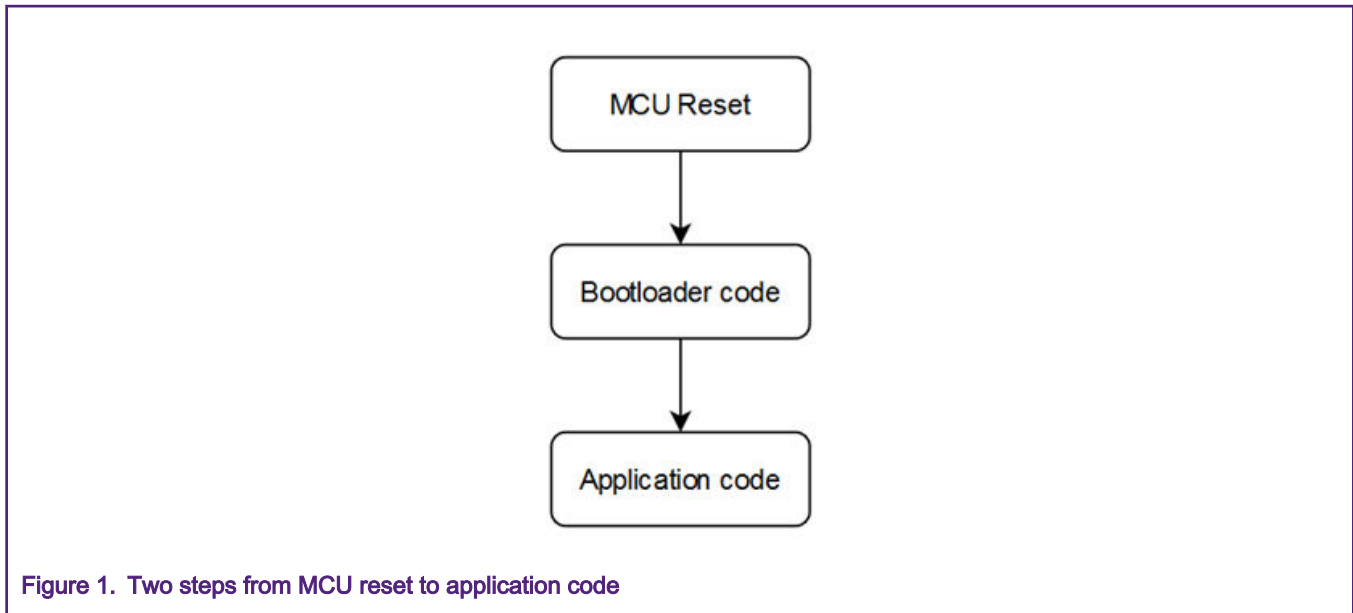 MCU Reset
Bootloader code
Application code
Figure 1. Two steps from MCU reset to application code